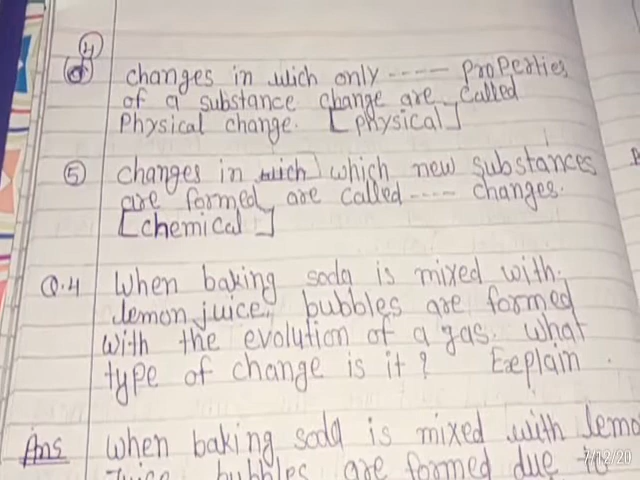 4
changes in wich only ---- properties
of a substance change are called
Physical change. [physical]
5 changes in which new substances
are formed are called ---- changes.
[chemical]
Q.4 When baking soda is mixed with
lemon juice, bubbles are formed
with the evolution of a gas. what
type of change is it? Explain.
Ans when baking soda is mixed with lemo
Juice bubbles are formed due to
7/12/20